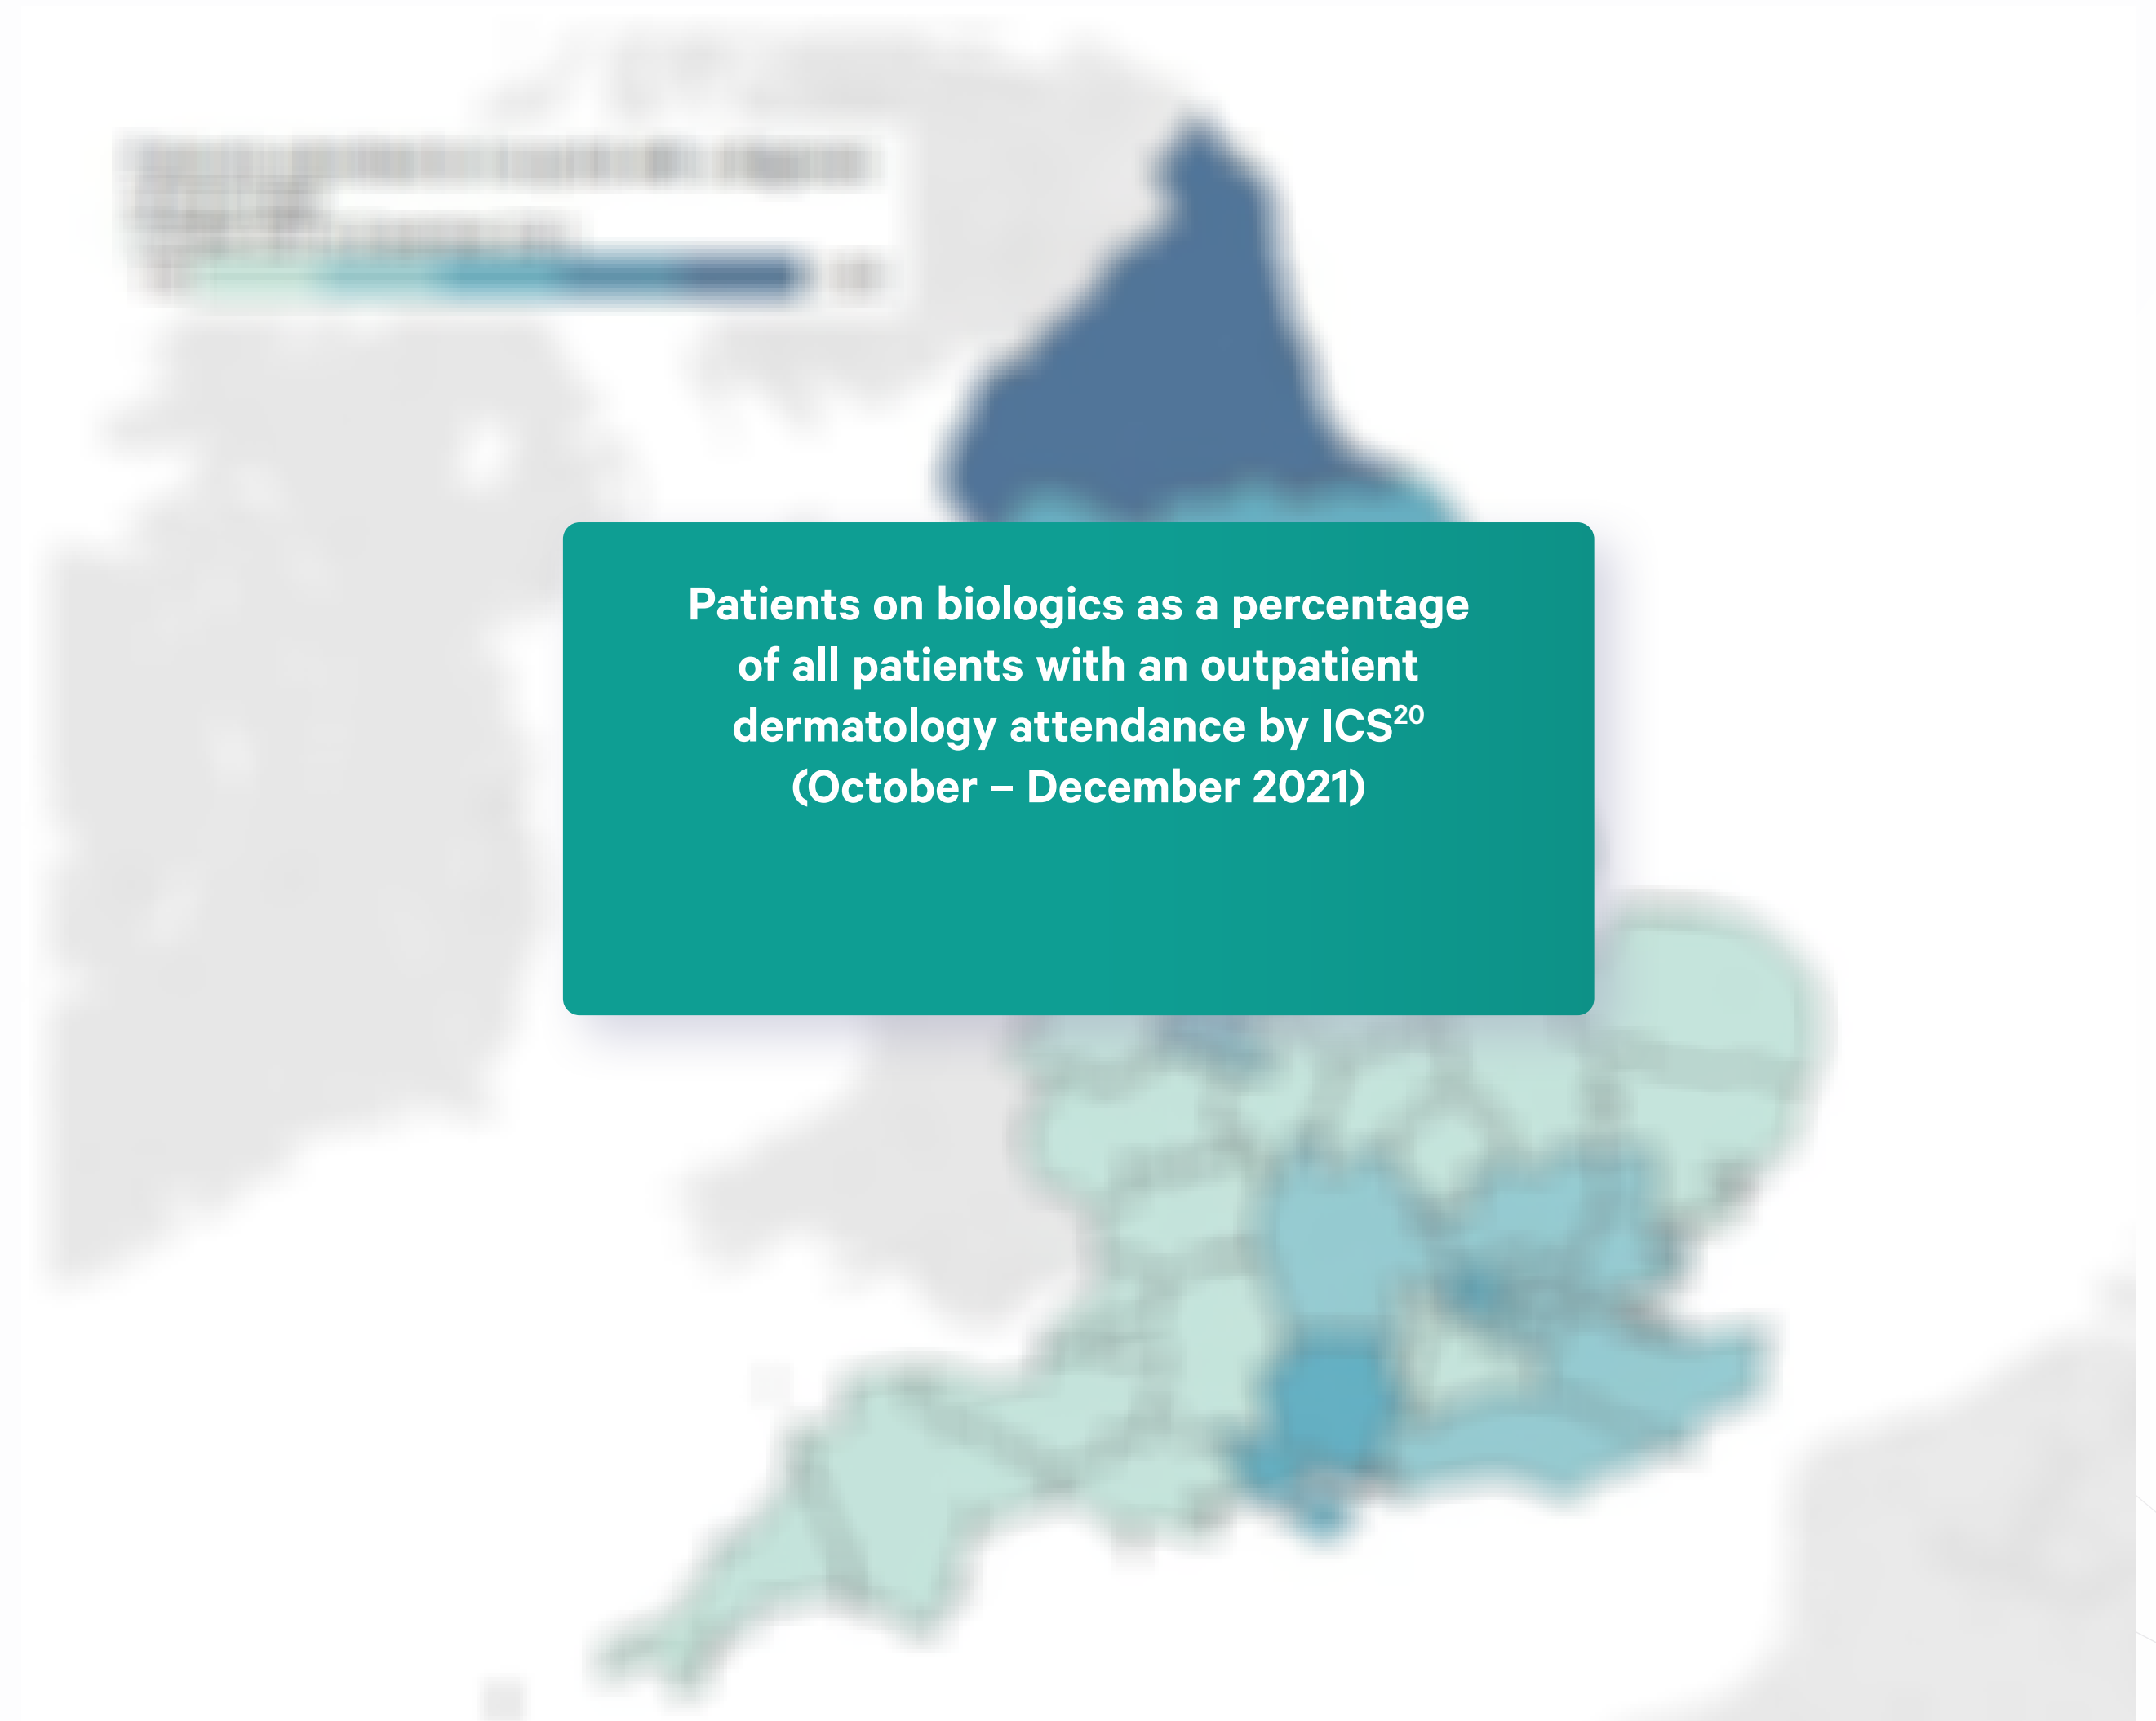 Patients on biologics as a percentage
of all patients with an outpatient
dermatology attendance by ICS²⁰
(October – December 2021)